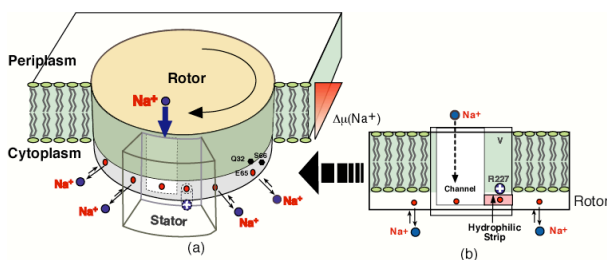 Periplasm
Rotor
Na+
Δμ(Na+)
Cytoplasm
Q32
S66
E65
Na+
Na+
Na+
Na+
Stator
(a)
Na+
V
Channel
R227
Rotor
Na+
Hydrophilic
Strip
Na+
(b)